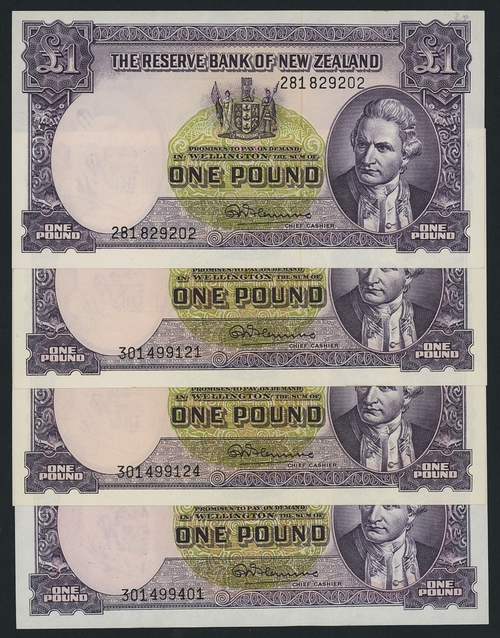 £1 £1
THE RESERVE BANK OF NEW ZEALAND
281829202
PROMISES TO PAY ON DEMAND
IN WELLINGTON THE SUM OF
ONE POUND
CHIEF CASHIER
281829202
ONE POUND ONE POUND
PROMISES TO PAY ON DEMAND
IN WELLINGTON THE SUM OF
ONE POUND
CHIEF CASHIER
301499121
ONE POUND ONE POUND
PROMISES TO PAY ON DEMAND
IN WELLINGTON THE SUM OF
ONE POUND
CHIEF CASHIER
301499124
ONE POUND ONE POUND
PROMISES TO PAY ON DEMAND
IN WELLINGTON THE SUM OF
ONE POUND
CHIEF CASHIER
301499401
ONE POUND ONE POUND